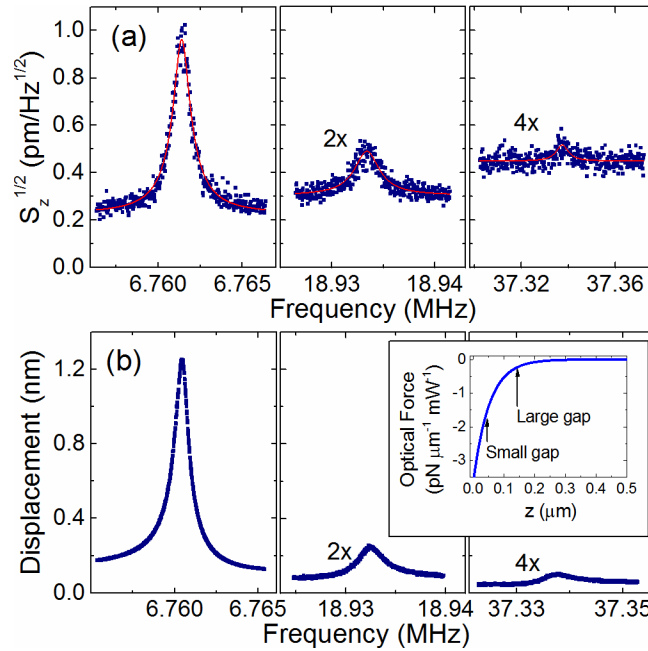 (a)
S_z^1/2 (pm/Hz^1/2)
1.0
0.8
0.6
0.4
0.2
0.0
2x
4x
6.760 6.765 18.93 18.94 37.32 37.36
Frequency (MHz)
(b)
Displacement (nm)
1.2
0.8
0.4
0.0
2x
4x
Optical Force
(pN μm⁻¹ mW⁻¹)
0
-1
-2
-3
Large gap
Small gap
0.0 0.1 0.2 0.3 0.4 0.5
z (μm)
6.760 6.765 18.93 18.94 37.33 37.35
Frequency (MHz)